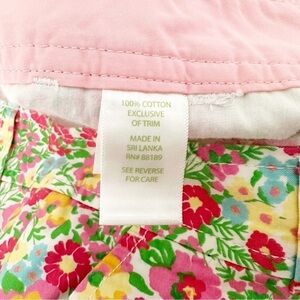 100% COTTON
EXCLUSIVE
OF TRIM
MADE IN
SRI LANKA
RN# 88189
SEE REVERSE
FOR CARE